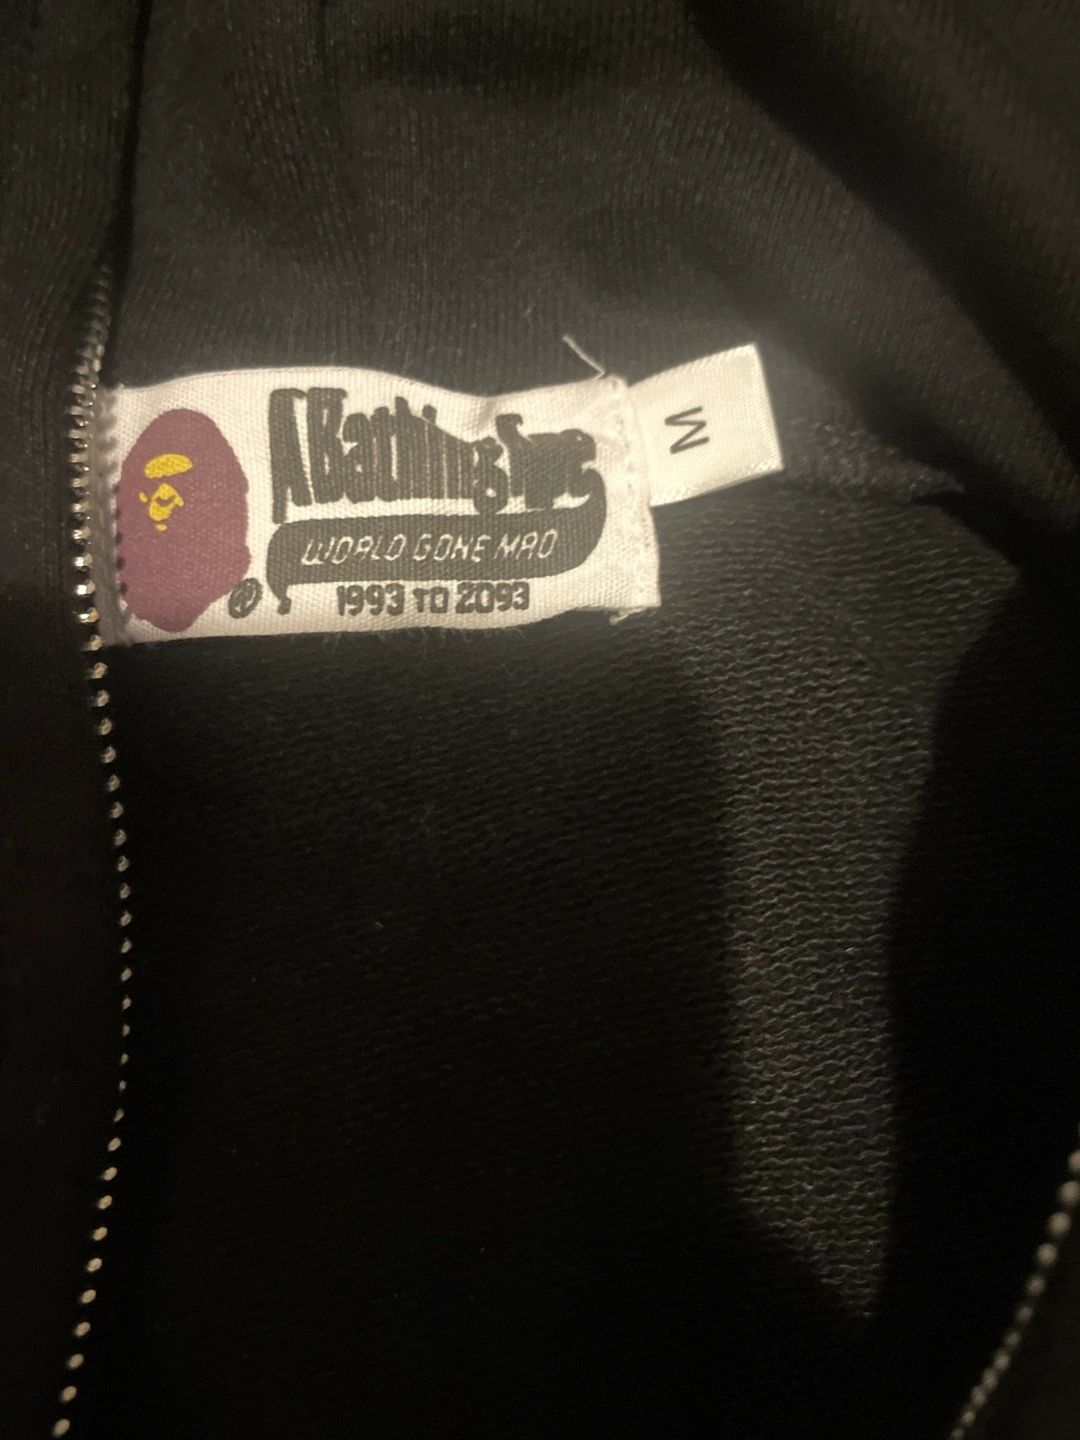 A Bathing Ape
WORLD GONE MAD
® 1993 TO 2093
M